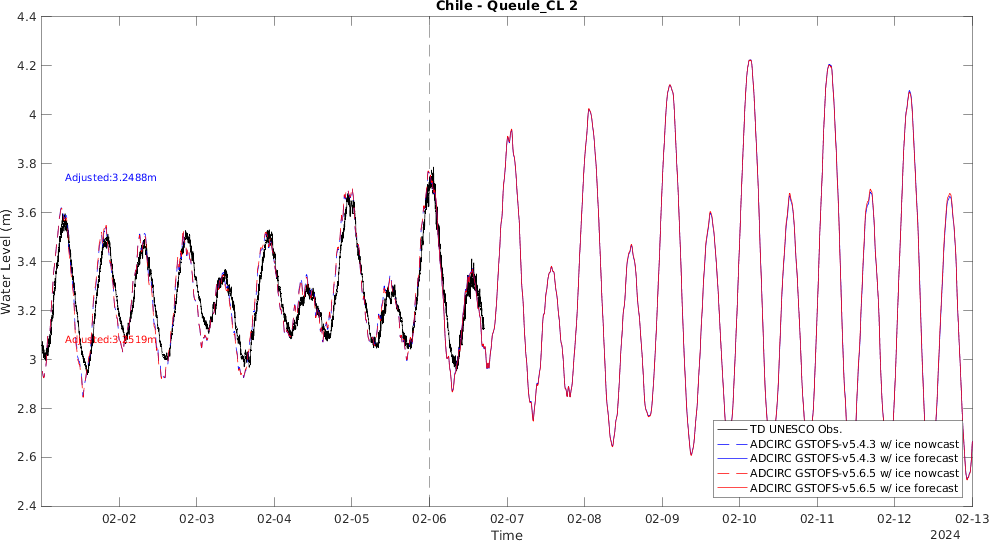 Chile - Queule_CL 2
4.4
4.2
4
3.8
3.6
3.4
3.2
3
2.8
2.6
2.4
Water Level (m)
Adjusted:3.2488m
Adjusted:3.2519m
TD UNESCO Obs.
ADCIRC GSTOFS-v5.4.3 w/ ice nowcast
ADCIRC GSTOFS-v5.4.3 w/ ice forecast
ADCIRC GSTOFS-v5.6.5 w/ ice nowcast
ADCIRC GSTOFS-v5.6.5 w/ ice forecast
02-02 02-03 02-04 02-05 02-06 02-07 02-08 02-09 02-10 02-11 02-12 02-13
Time
2024